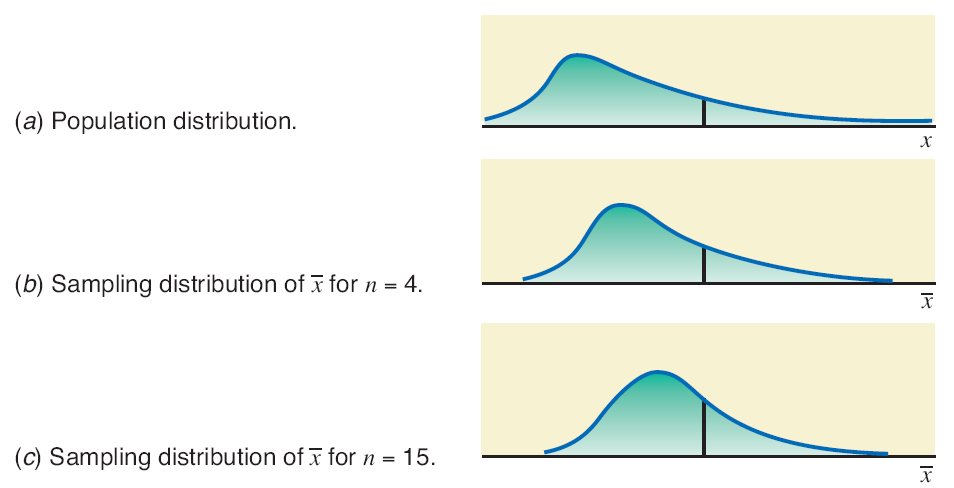 (a) Population distribution.
x
(b) Sampling distribution of x̅ for n = 4.
x̅
(c) Sampling distribution of x̅ for n = 15.
x̅